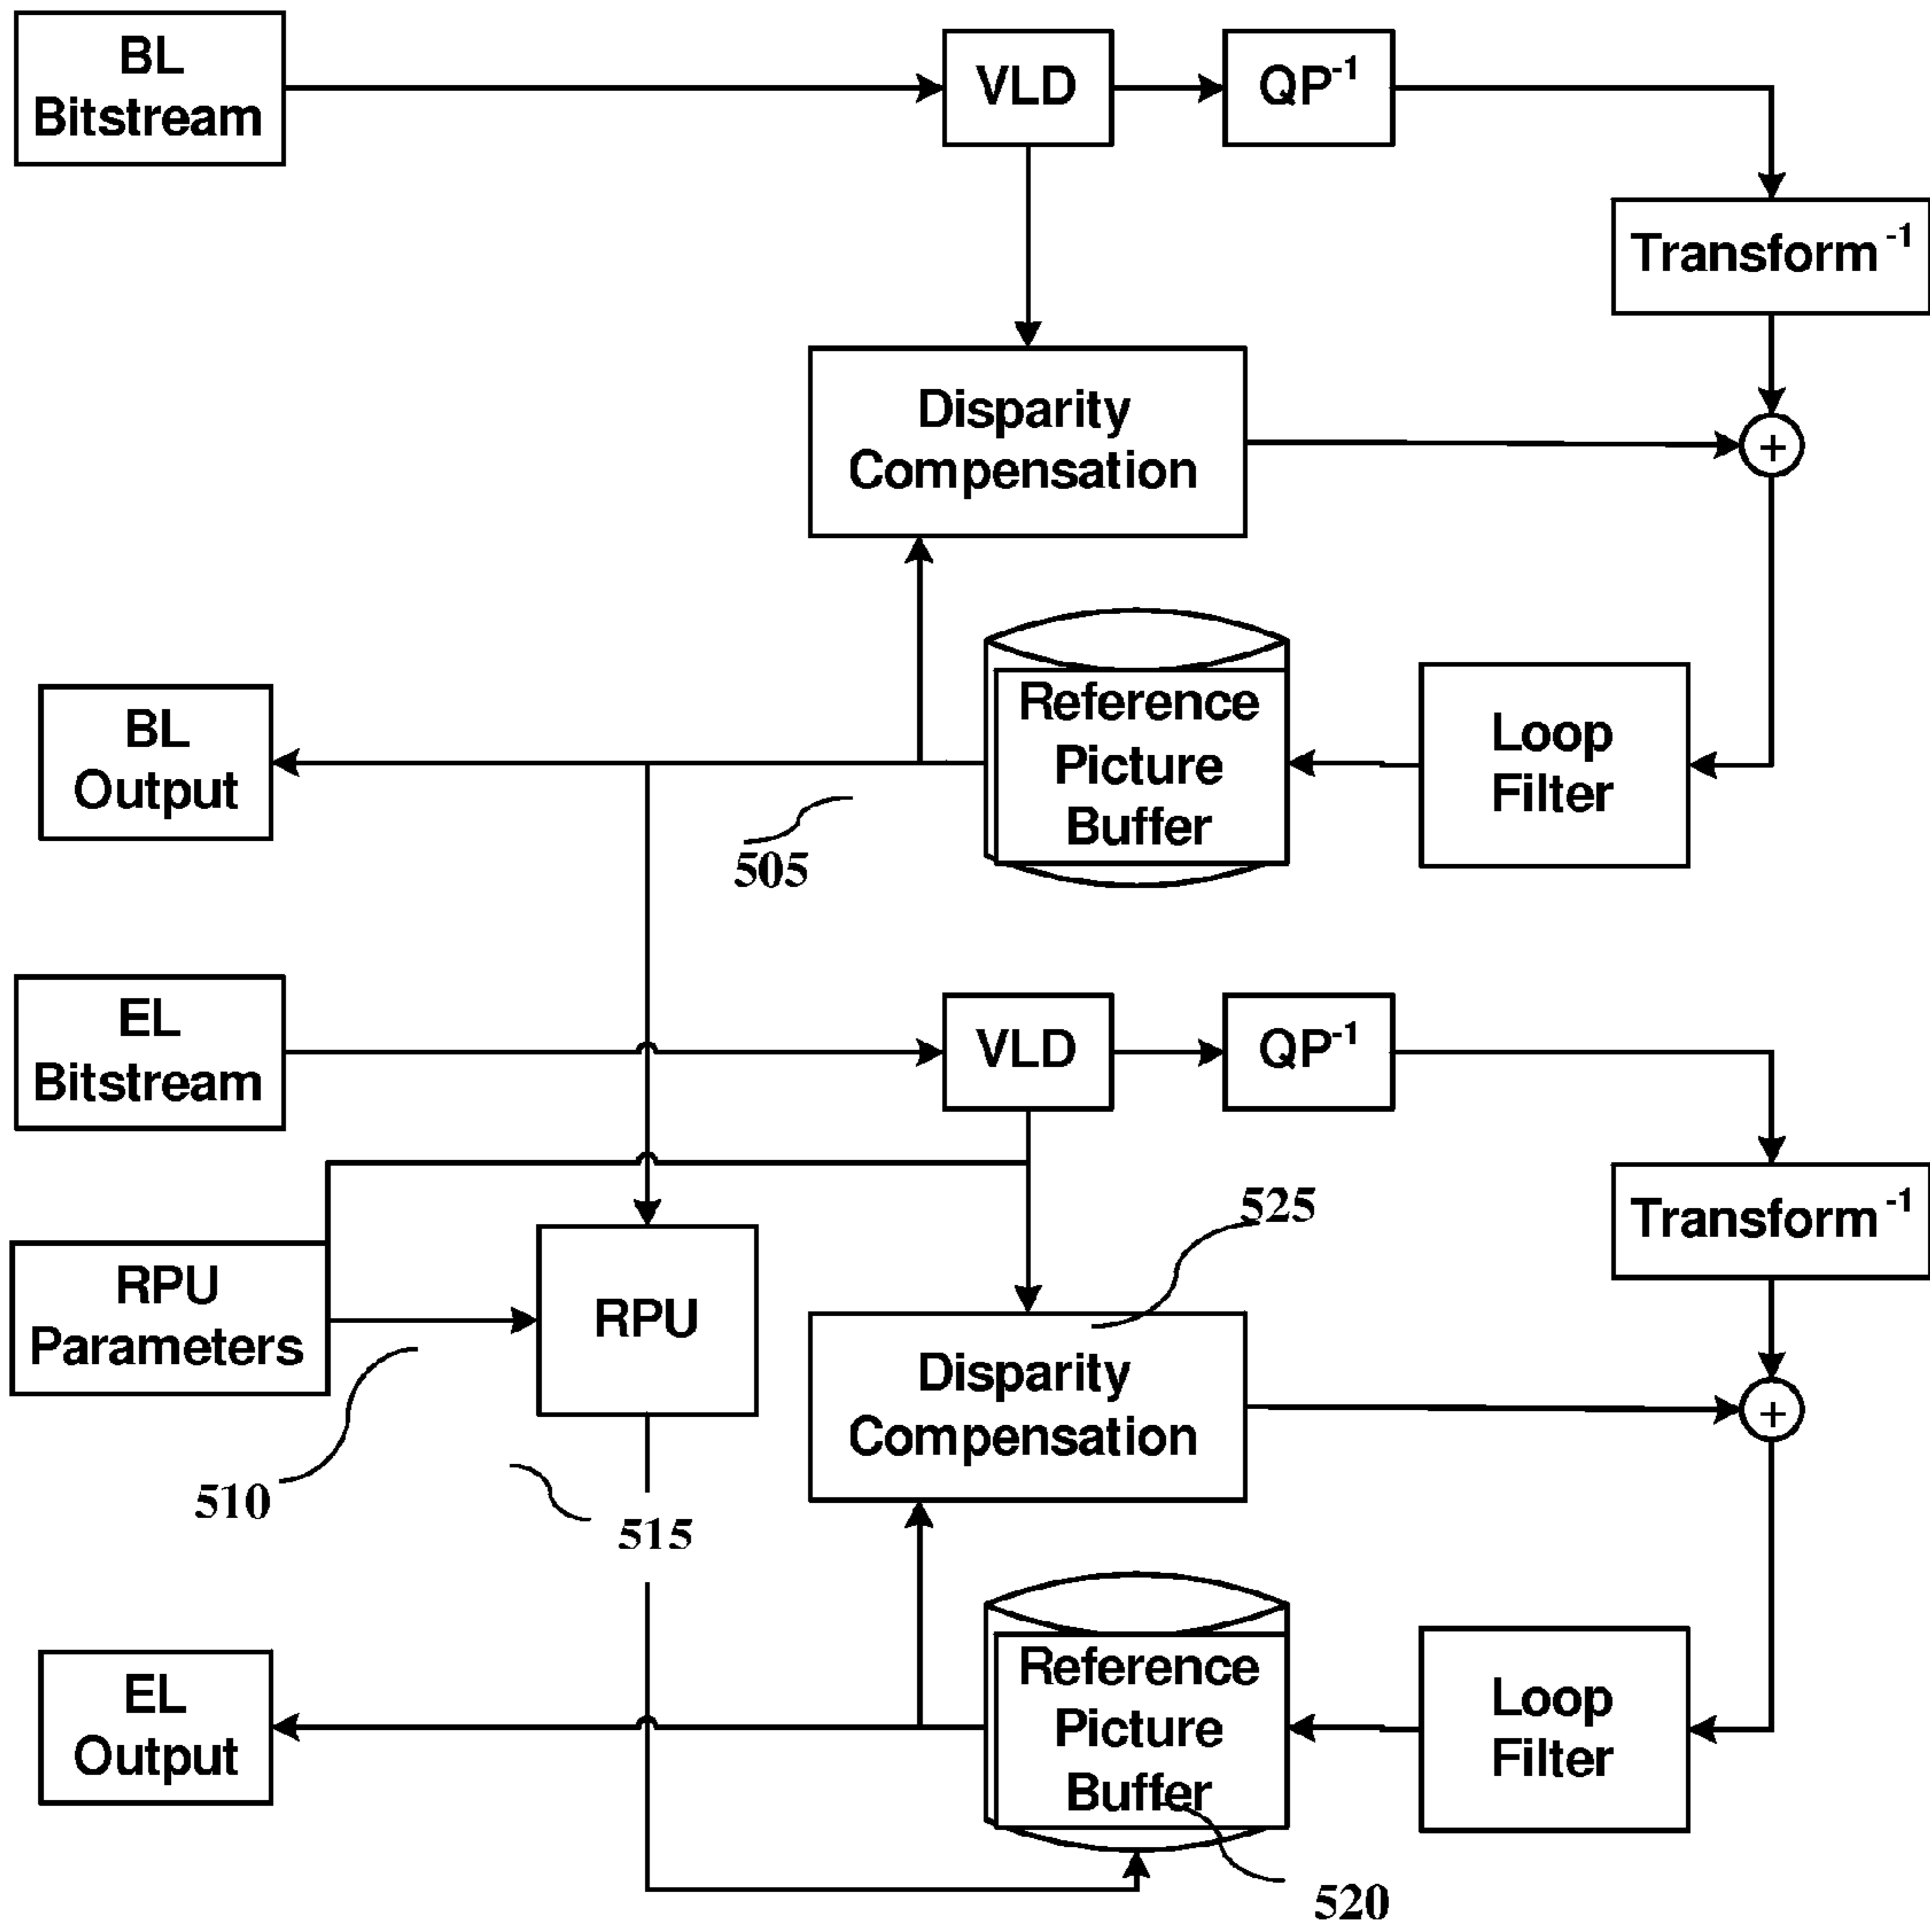 BL
Bitstream
VLD
QP⁻¹
Transform⁻¹
Disparity
Compensation
+
BL
Output
Reference
Picture
Buffer
Loop
Filter
505
EL
Bitstream
VLD
QP⁻¹
Transform⁻¹
525
RPU
Parameters
RPU
Disparity
Compensation
+
510
515
EL
Output
Reference
Picture
Buffer
Loop
Filter
520